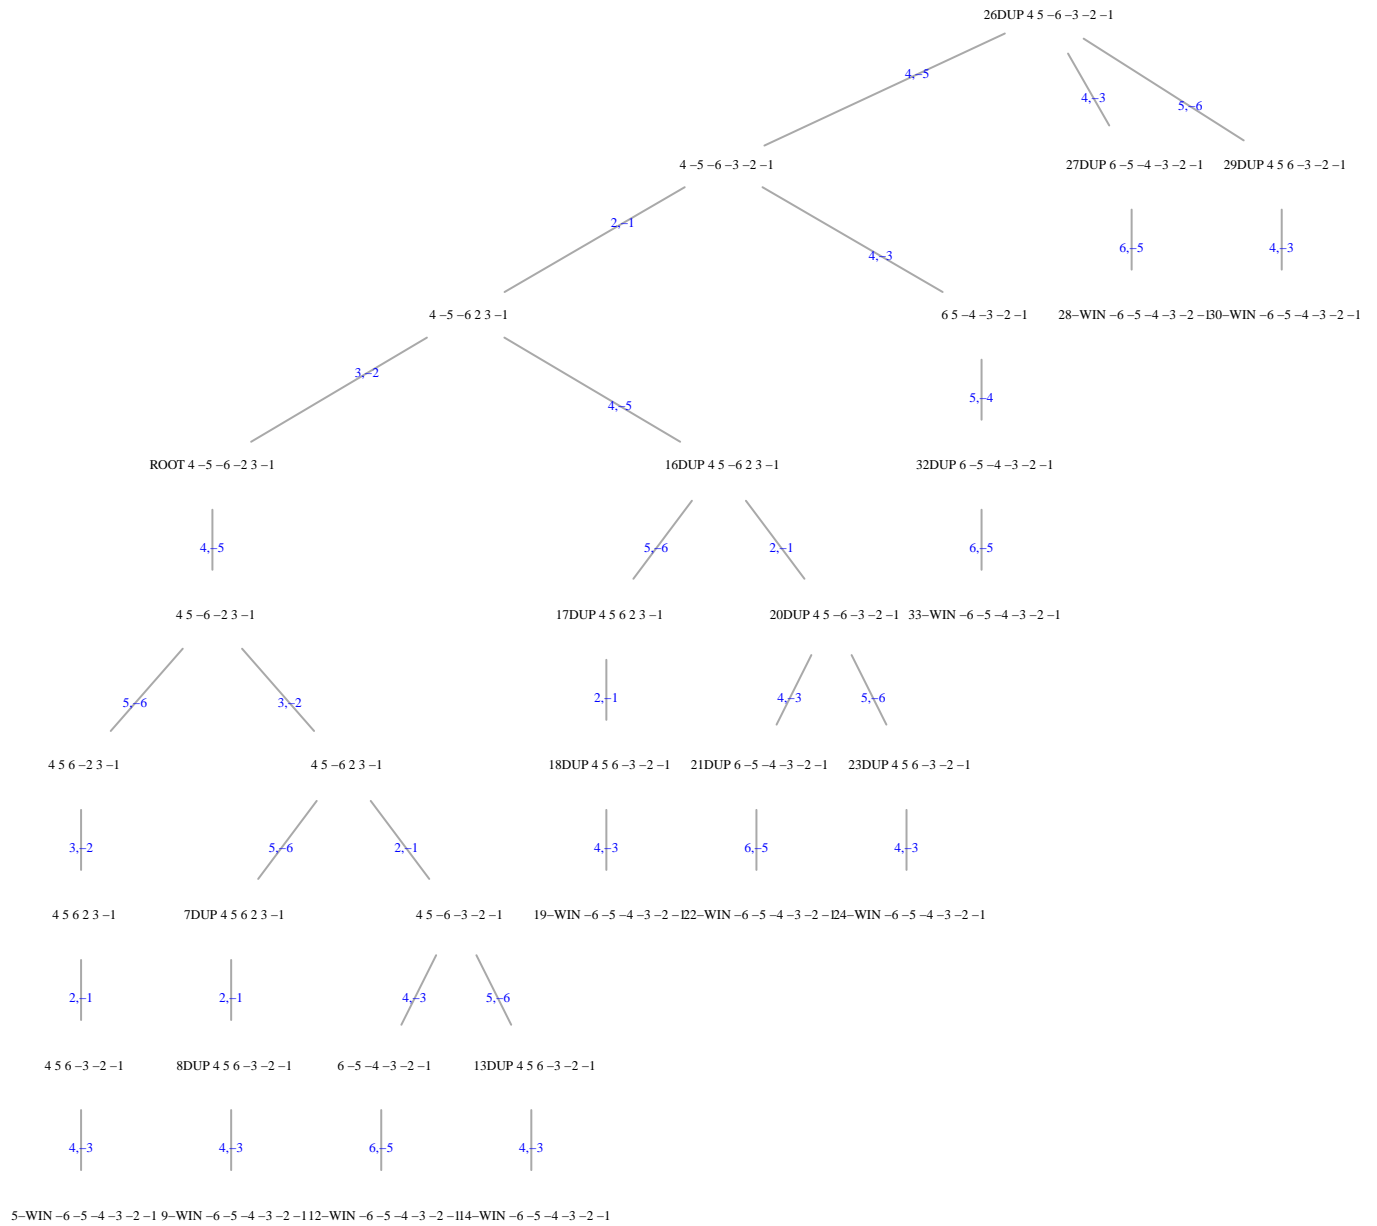 26DUP 4 5 −6 −3 −2 −1
4,−5
4,−3
5,−6
4 −5 −6 −3 −2 −1
27DUP 6 −5 −4 −3 −2 −1
29DUP 4 5 6 −3 −2 −1
2,−1
4,−3
6,−5
4,−3
4 −5 −6 2 3 −1
6 5 −4 −3 −2 −1
28−WIN −6 −5 −4 −3 −2 −1
30−WIN −6 −5 −4 −3 −2 −1
3,−2
4,−5
5,−4
ROOT 4 −5 −6 −2 3 −1
16DUP 4 5 −6 2 3 −1
32DUP 6 −5 −4 −3 −2 −1
4,−5
5,−6
2,−1
6,−5
4 5 −6 −2 3 −1
17DUP 4 5 6 2 3 −1
20DUP 4 5 −6 −3 −2 −1
33−WIN −6 −5 −4 −3 −2 −1
5,−6
3,−2
2,−1
4,−3
5,−6
4 5 6 −2 3 −1
4 5 −6 2 3 −1
18DUP 4 5 6 −3 −2 −1
21DUP 6 −5 −4 −3 −2 −1
23DUP 4 5 6 −3 −2 −1
3,−2
5,−6
2,−1
4,−3
6,−5
4,−3
4 5 6 2 3 −1
7DUP 4 5 6 2 3 −1
4 5 −6 −3 −2 −1
19−WIN −6 −5 −4 −3 −2 −1
22−WIN −6 −5 −4 −3 −2 −1
24−WIN −6 −5 −4 −3 −2 −1
2,−1
2,−1
4,−3
5,−6
4 5 6 −3 −2 −1
8DUP 4 5 6 −3 −2 −1
6 −5 −4 −3 −2 −1
13DUP 4 5 6 −3 −2 −1
4,−3
4,−3
6,−5
4,−3
5−WIN −6 −5 −4 −3 −2 −1
9−WIN −6 −5 −4 −3 −2 −1
12−WIN −6 −5 −4 −3 −2 −1
14−WIN −6 −5 −4 −3 −2 −1